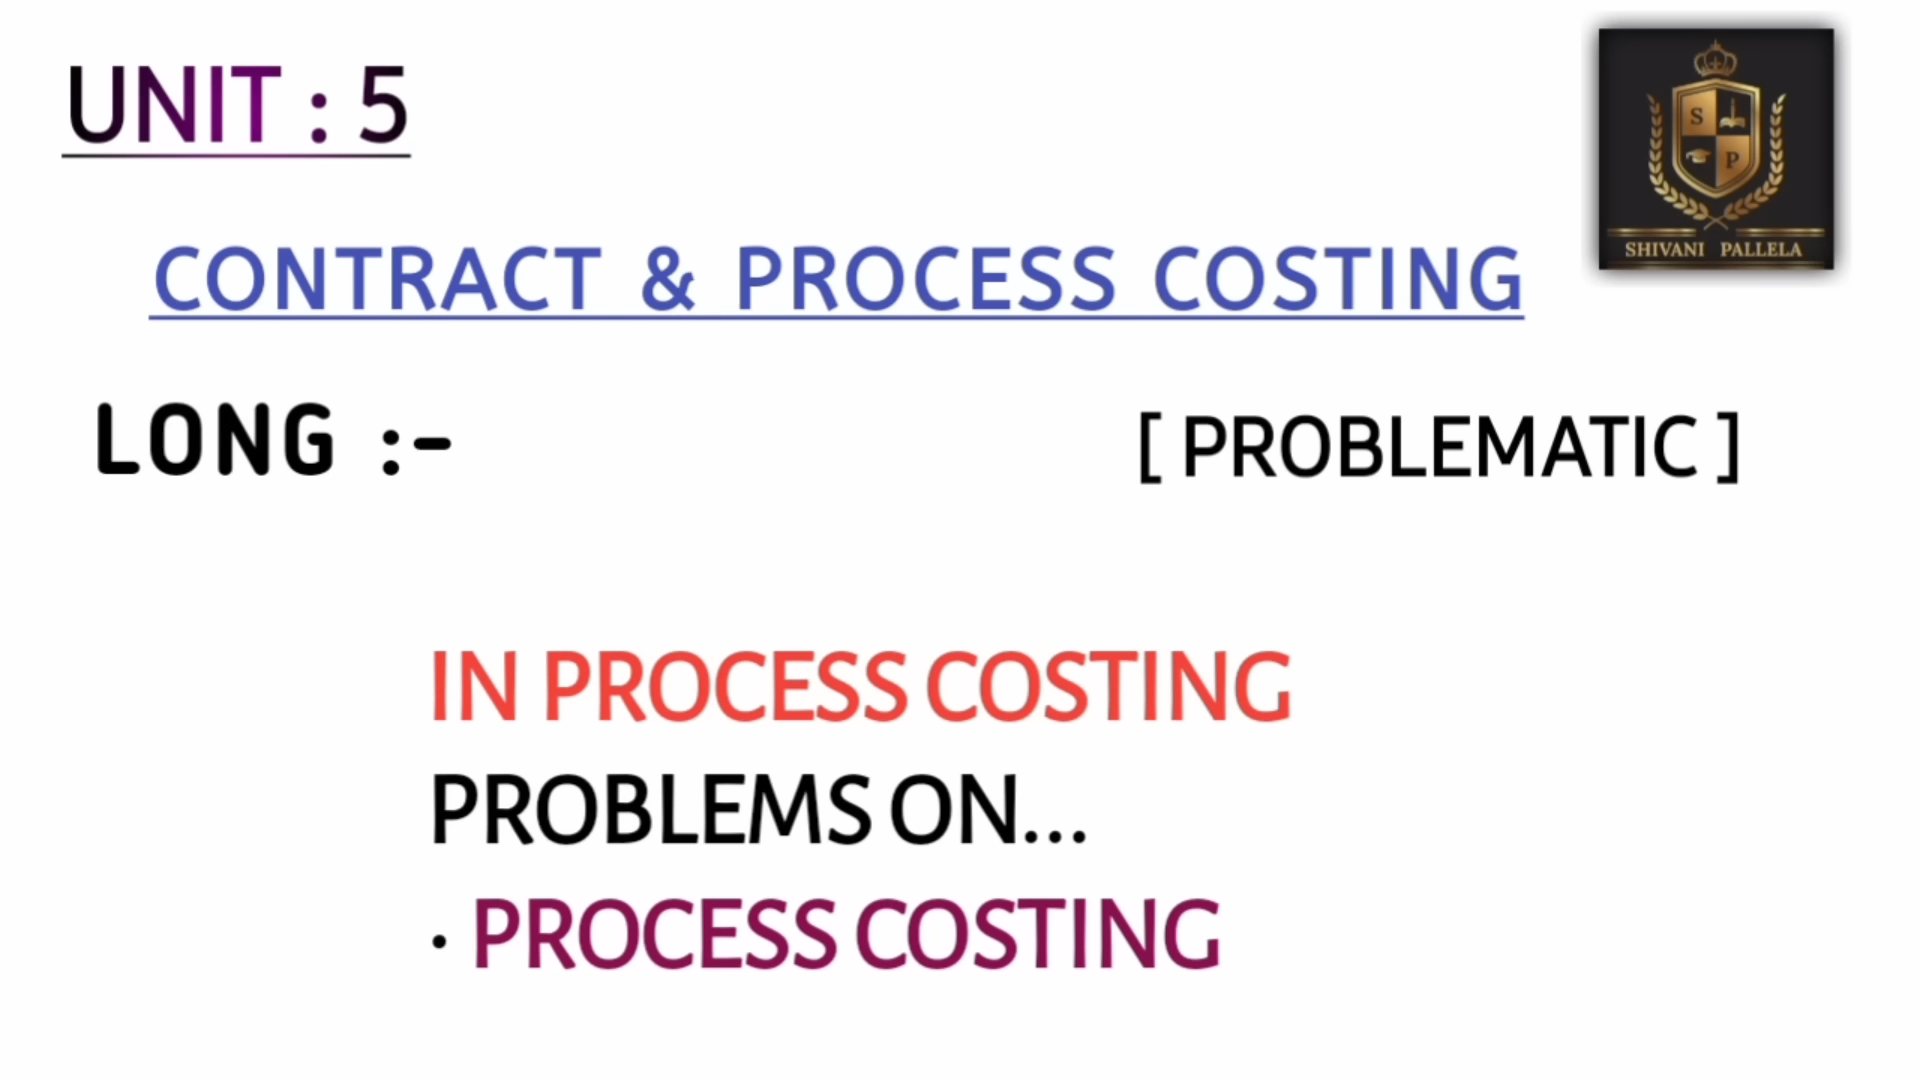 UNIT : 5
CONTRACT & PROCESS COSTING
LONG :-
[ PROBLEMATIC ]
IN PROCESS COSTING
PROBLEMS ON...
· PROCESS COSTING
S
P
SHIVANI PALLELA